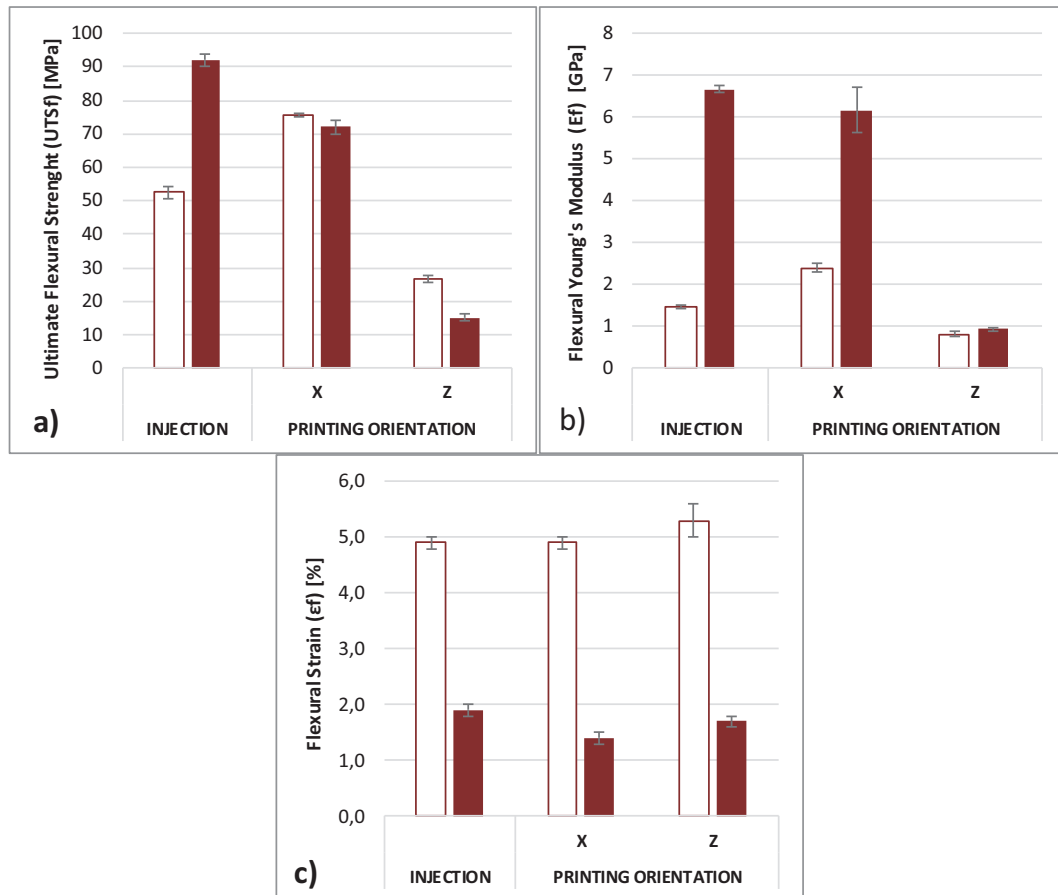 Ultimate Flexural Strenght (UTSf) [MPa]
100
90
80
70
60
50
40
30
20
10
0
X
Z
INJECTION
PRINTING ORIENTATION
a)
Flexural Young's Modulus (Ef) [GPa]
8
7
6
5
4
3
2
1
0
X
Z
INJECTION
PRINTING ORIENTATION
b)
Flexural Strain (εf) [%]
6,0
5,0
4,0
3,0
2,0
1,0
0,0
X
Z
INJECTION
PRINTING ORIENTATION
c)